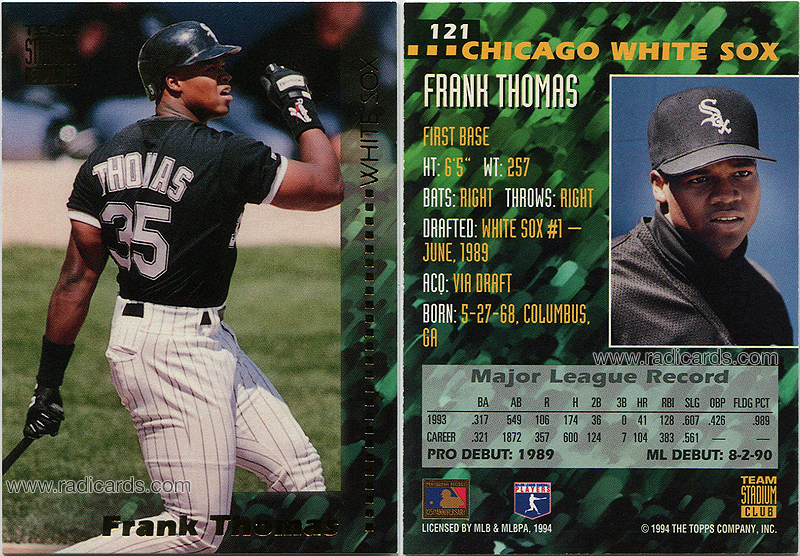 TEAM
STADIUM
CLUB
WHITE SOX
THOMAS
35
www.radicards.com
Frank Thomas
121
CHICAGO WHITE SOX
FRANK THOMAS
FIRST BASE
HT: 6'5" WT: 257
BATS: RIGHT THROWS: RIGHT
DRAFTED: WHITE SOX #1 –
JUNE, 1989
ACQ: VIA DRAFT
BORN: 5-27-68, COLUMBUS,
GA
Sox
www.radicards.com
Major League Record
BA AB R H 2B 3B HR RBI SLG OBP FLDG PCT
1993 .317 549 106 174 36 0 41 128 .607 .426 .989
CAREER .321 1872 357 600 124 7 104 383 .561 — —
PRO DEBUT: 1989 ML DEBUT: 8-2-90
125TH ANNIVERSARY
PLAYERS
TEAM
STADIUM
CLUB
LICENSED BY MLB & MLBPA, 1994
© 1994 THE TOPPS COMPANY, INC.